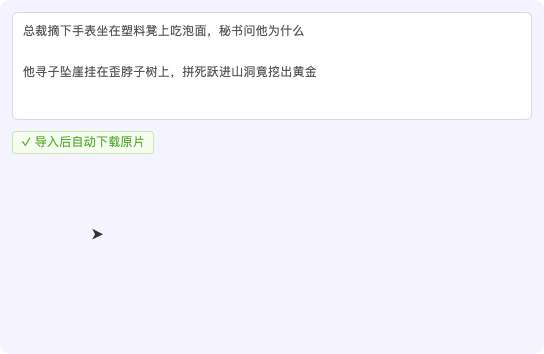 总裁摘下手表坐在塑料凳上吃泡面，秘书问他为什么
他寻子坠崖挂在歪脖子树上，拼死跃进山洞竟挖出黄金
✓ 导入后自动下载原片